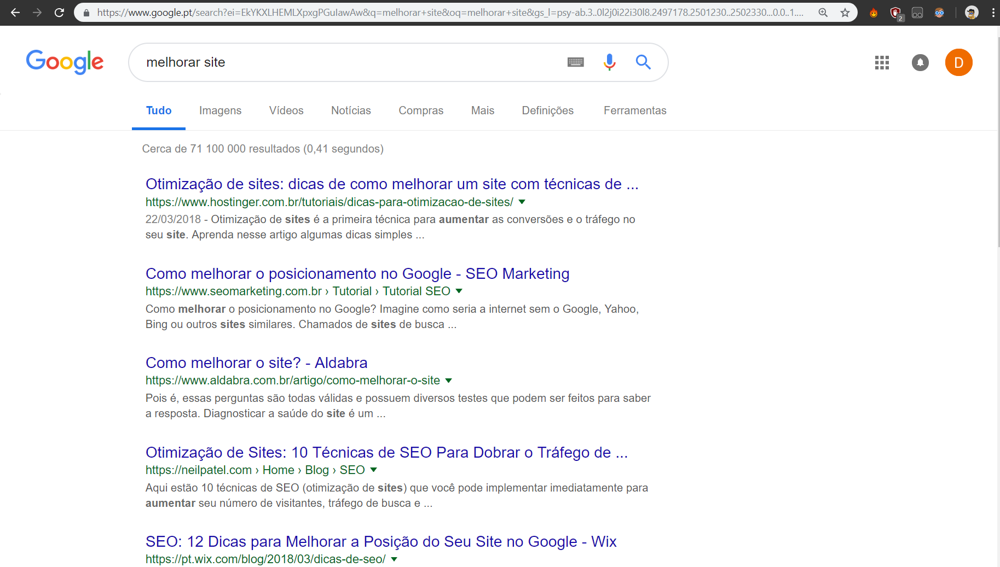 https://www.google.pt/search?ei=EkYKXLHEMLXpxgPGuIawAw&q=melhorar+site&oq=melhorar+site&gs_l=psy-ab.3..0l2j0i22i30l8.2497178.2501230..2502330...0.0..1....
2
Google
melhorar site
D
Tudo Imagens Vídeos Notícias Compras Mais Definições Ferramentas
Cerca de 71 100 000 resultados (0,41 segundos)
Otimização de sites: dicas de como melhorar um site com técnicas de ...
https://www.hostinger.com.br/tutoriais/dicas-para-otimizacao-de-sites/
22/03/2018 - Otimização de sites é a primeira técnica para aumentar as conversões e o tráfego no
seu site. Aprenda nesse artigo algumas dicas simples ...
Como melhorar o posicionamento no Google - SEO Marketing
https://www.seomarketing.com.br › Tutorial › Tutorial SEO
Como melhorar o posicionamento no Google? Imagine como seria a internet sem o Google, Yahoo,
Bing ou outros sites similares. Chamados de sites de busca ...
Como melhorar o site? - Aldabra
https://www.aldabra.com.br/artigo/como-melhorar-o-site
Pois é, essas perguntas são todas válidas e possuem diversos testes que podem ser feitos para saber
a resposta. Diagnosticar a saúde do site é um ...
Otimização de Sites: 10 Técnicas de SEO Para Dobrar o Tráfego de ...
https://neilpatel.com › Home › Blog › SEO
Aqui estão 10 técnicas de SEO (otimização de sites) que você pode implementar imediatamente para
aumentar seu número de visitantes, tráfego de busca e ...
SEO: 12 Dicas para Melhorar a Posição do Seu Site no Google - Wix
https://pt.wix.com/blog/2018/03/dicas-de-seo/